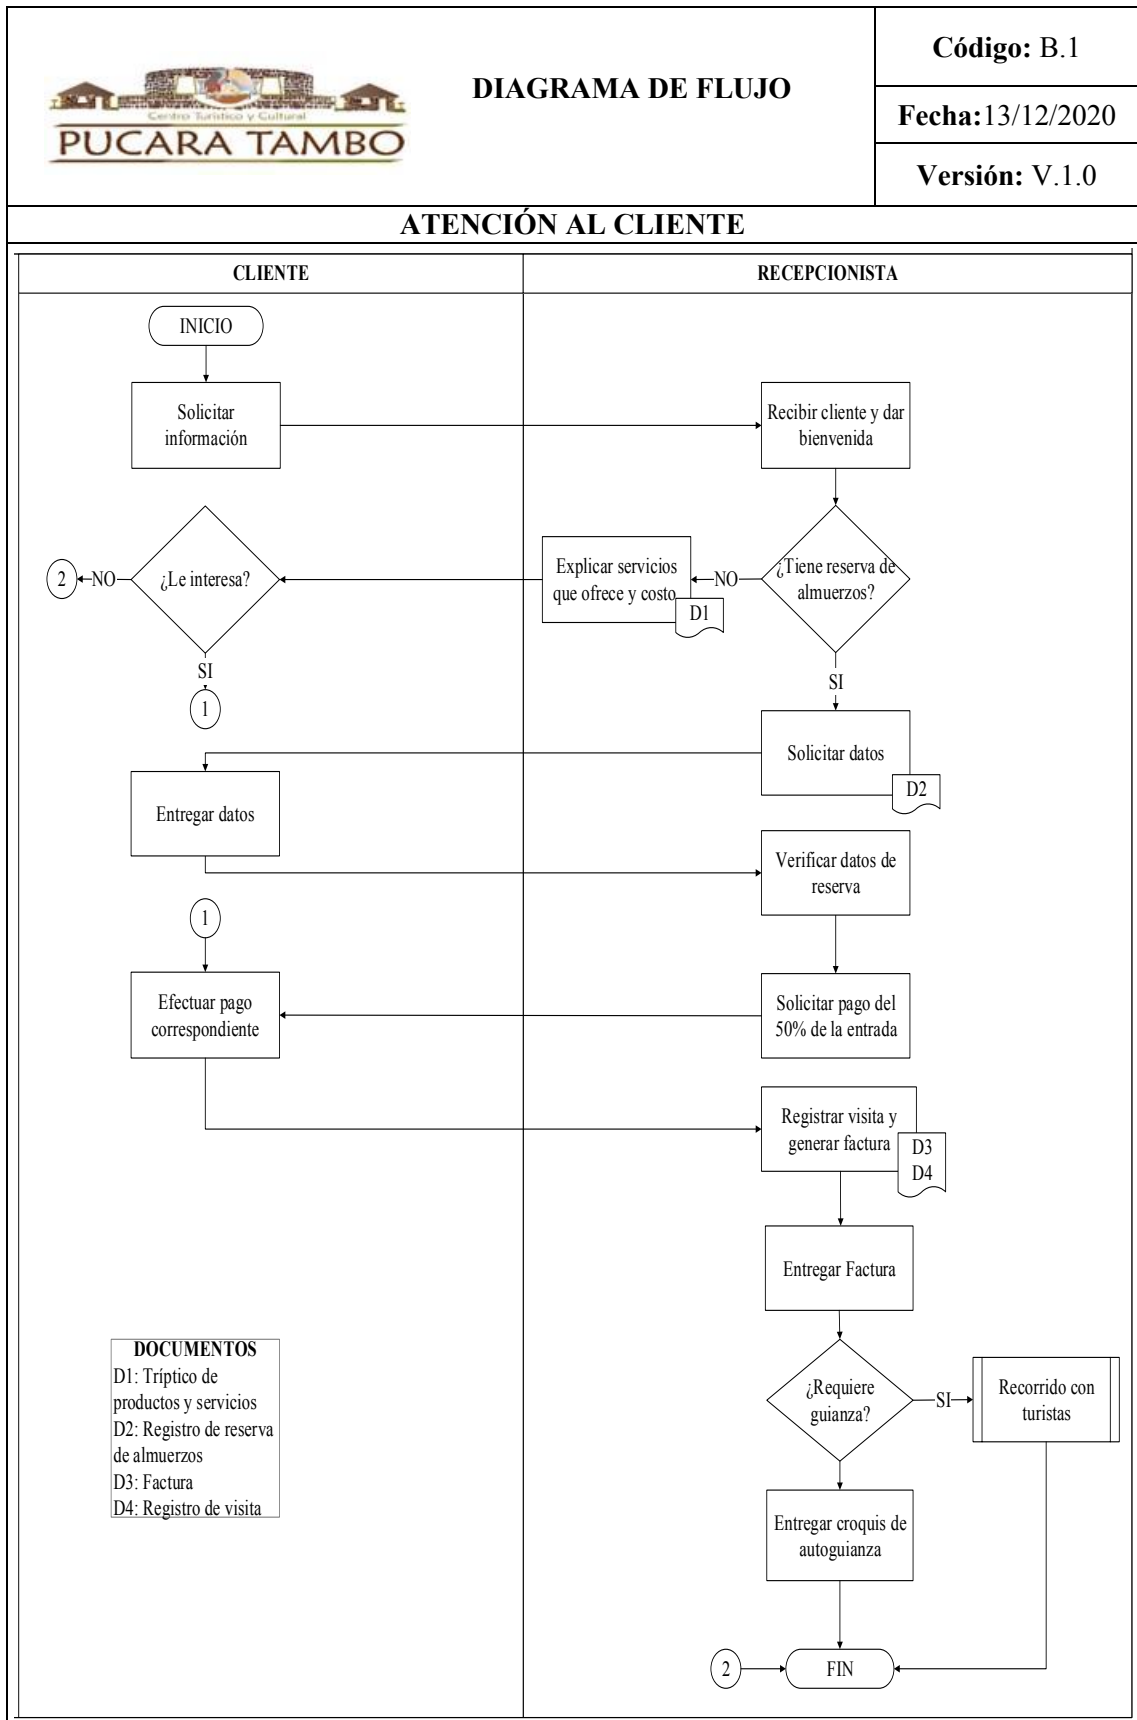 Centro Turístico y Cultural
PUCARA TAMBO
DIAGRAMA DE FLUJO
Código: B.1
Fecha:13/12/2020
Versión: V.1.0
ATENCIÓN AL CLIENTE
CLIENTE
RECEPCIONISTA
INICIO
Solicitar
información
Recibir cliente y dar
bienvenida
2
NO
¿Le interesa?
SI
1
Explicar servicios
que ofrece y costo
D1
NO
¿Tiene reserva de
almuerzos?
SI
Solicitar datos
D2
Entregar datos
Verificar datos de
reserva
1
Efectuar pago
correspondiente
Solicitar pago del
50% de la entrada
Registrar visita y
generar factura
D3
D4
Entregar Factura
DOCUMENTOS
D1: Tríptico de
productos y servicios
D2: Registro de reserva
de almuerzos
D3: Factura
D4: Registro de visita
¿Requiere
guianza?
SI
Recorrido con
turistas
Entregar croquis de
autoguianza
2
FIN